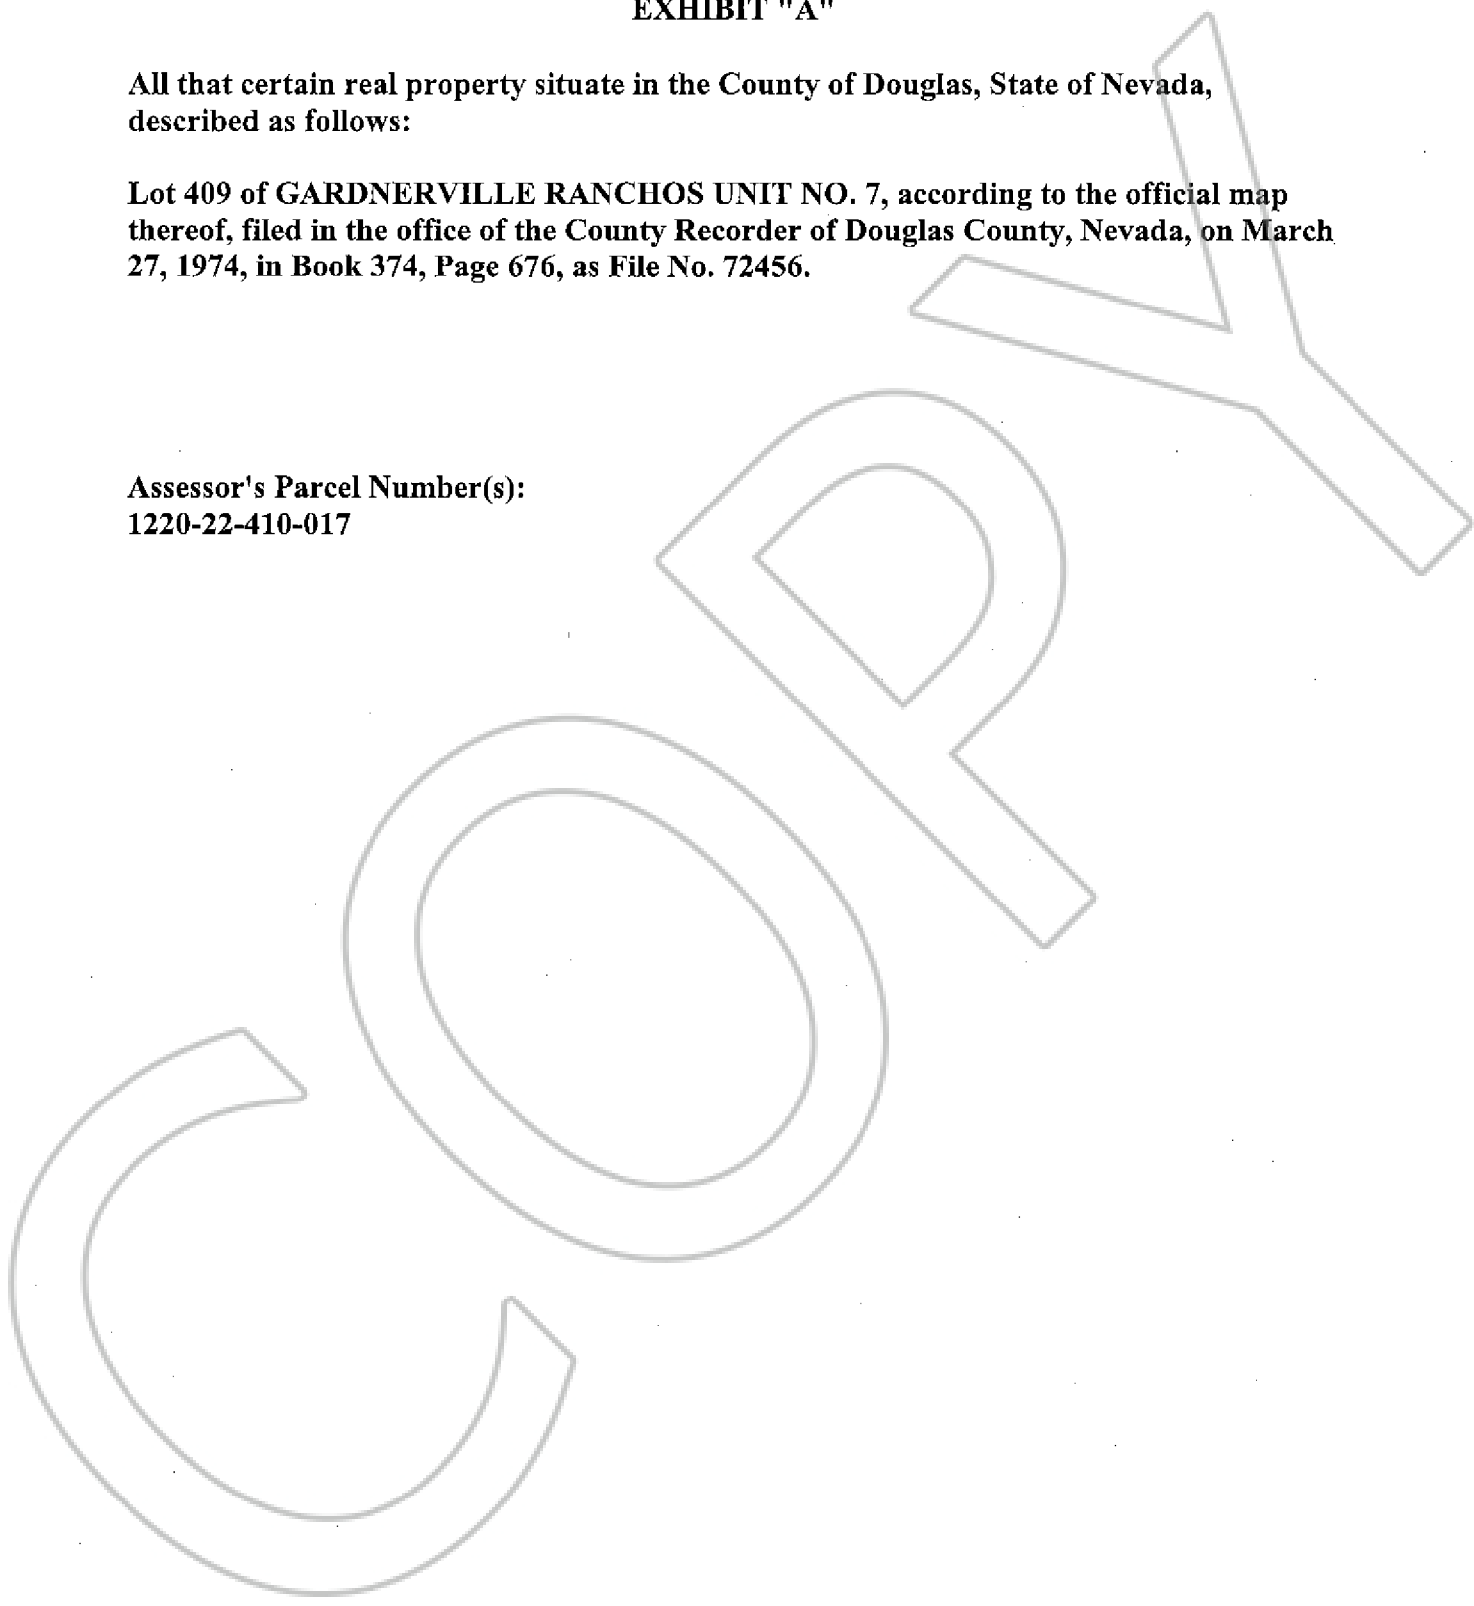 EXHIBIT "A"
All that certain real property situate in the County of Douglas, State of Nevada,
described as follows:
Lot 409 of GARDNERVILLE RANCHOS UNIT NO. 7, according to the official map
thereof, filed in the office of the County Recorder of Douglas County, Nevada, on March
27, 1974, in Book 374, Page 676, as File No. 72456.
Assessor's Parcel Number(s):
1220-22-410-017
COPY